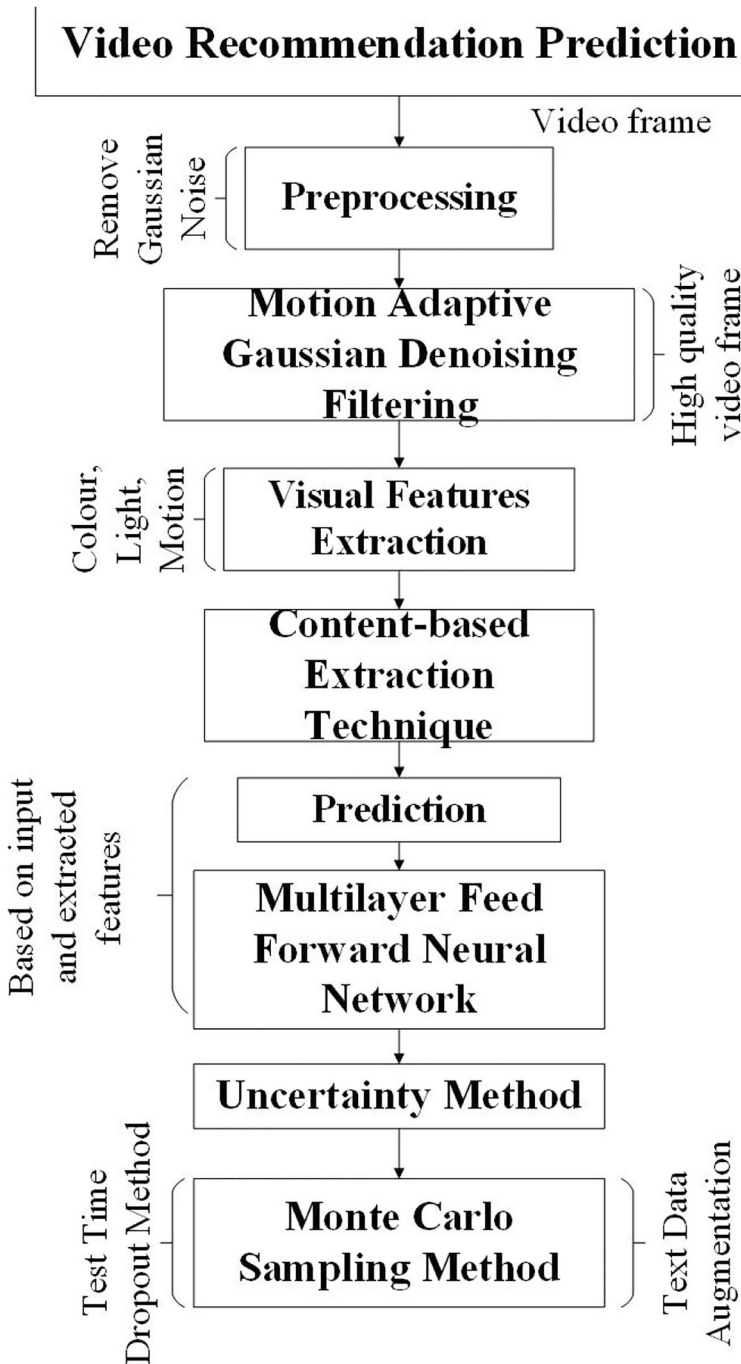 Video Recommendation Prediction
Video frame
Remove
Gaussian
Noise
Preprocessing
Motion Adaptive
Gaussian Denoising
Filtering
High quality
video frame
Colour,
Light,
Motion
Visual Features
Extraction
Content-based
Extraction
Technique
Prediction
Based on input
and extracted
features
Multilayer Feed
Forward Neural
Network
Uncertainty Method
Test Time
Dropout Method
Monte Carlo
Sampling Method
Text Data
Augmentation